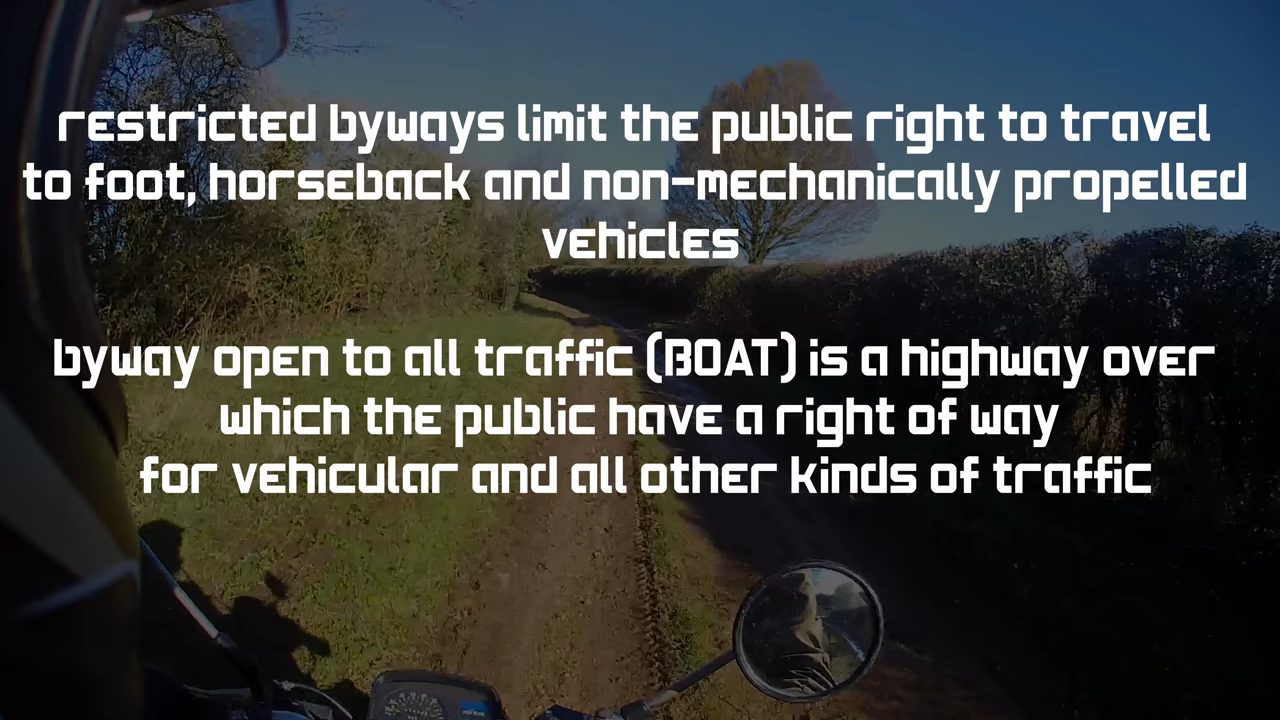 restricted byways limit the public right to travel
to foot, horseback and non-mechanically propelled
vehicles
byway open to all traffic (BOAT) is a highway over
which the public have a right of way
for vehicular and all other kinds of traffic